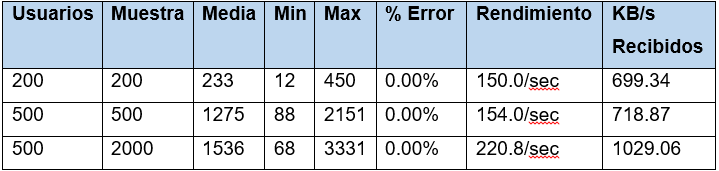 Usuarios Muestra Media Min Max % Error Rendimiento KB/s Recibidos
200 200 233 12 450 0.00% 150.0/sec 699.34
500 500 1275 88 2151 0.00% 154.0/sec 718.87
500 2000 1536 68 3331 0.00% 220.8/sec 1029.06